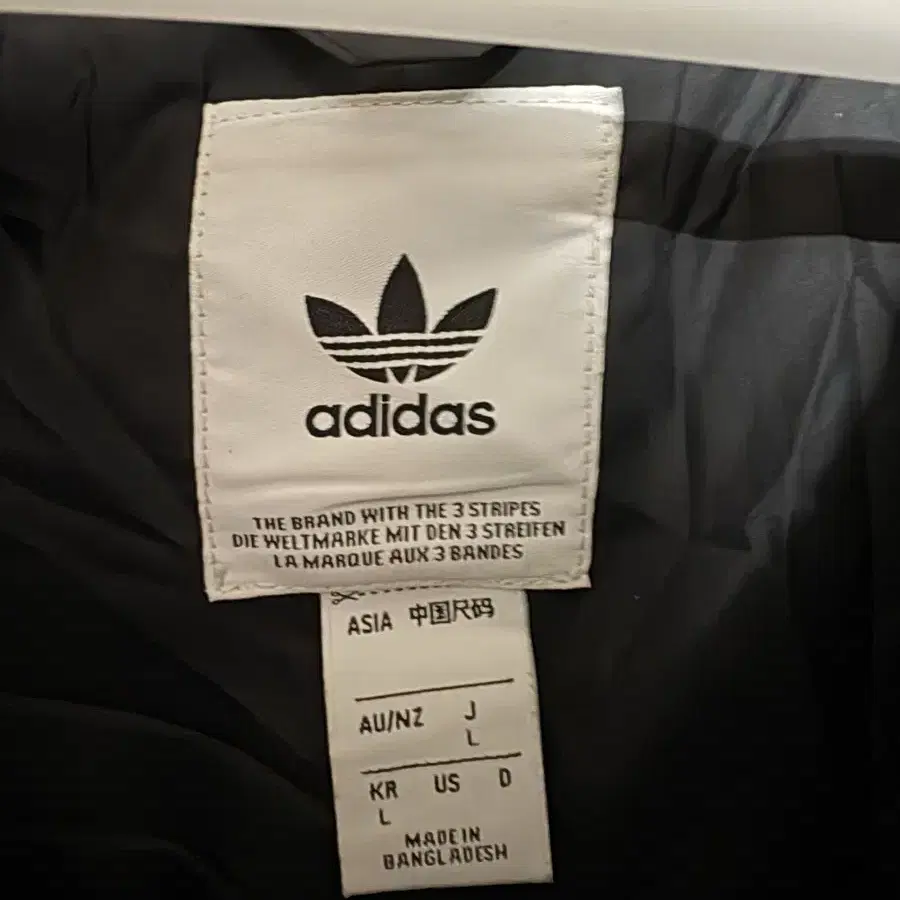 adidas
THE BRAND WITH THE 3 STRIPES
DIE WELTMARKE MIT DEN 3 STREIFEN
LA MARQUE AUX 3 BANDES
ASIA 中国尺码
AU/NZ J
L
KR US D
L
MADE IN
BANGLADESH